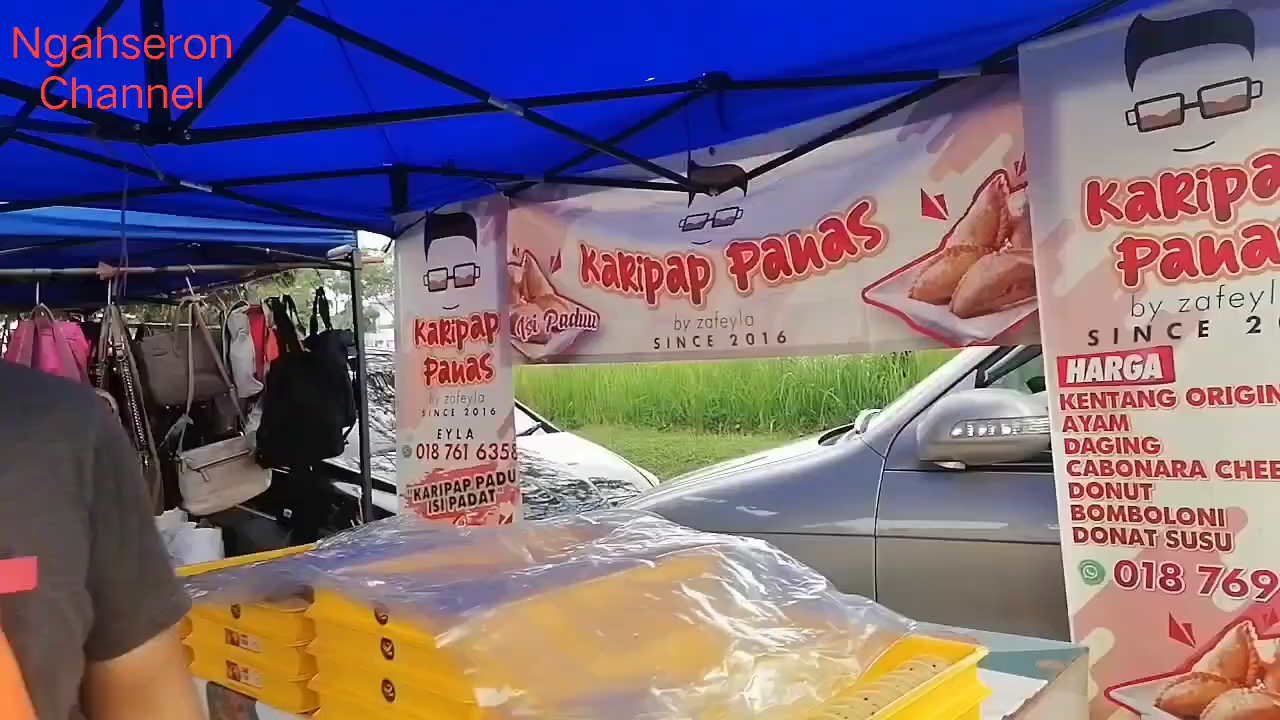 Ngahseron
Channel
KaRipap Panas
by zafeyla
SINCE 2016
Isi Paduu
KaRipap
Panas
by zafeyla
SINCE 2016
EYLA
018 761 6358
"KARIPAP PADU
ISI PADAT"
KaRipa
Pana
by zafeyl
SINCE 2
HARGA
KENTANG ORIGIN
AYAM
DAGING
CABONARA CHEE
DONUT
BOMBOLONI
DONAT SUSU
018 769